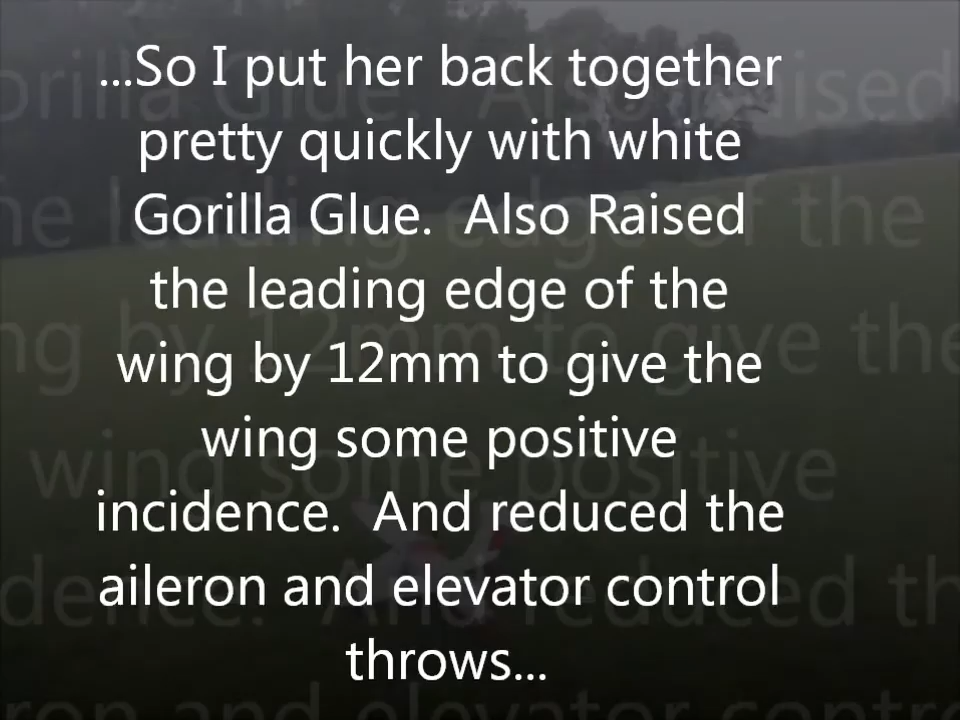 ...So I put her back together
pretty quickly with white
Gorilla Glue.  Also Raised
the leading edge of the
wing by 12mm to give the
wing some positive
incidence.  And reduced the
aileron and elevator control
throws...